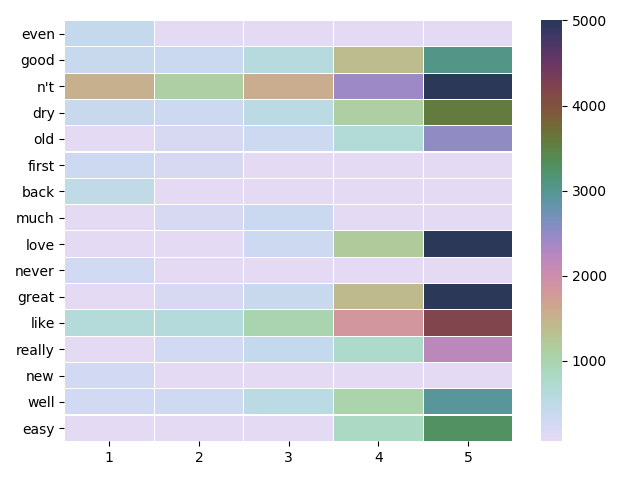 even
good
n't
dry
old
first
back
much
love
never
great
like
really
new
well
easy
1 2 3 4 5
5000
4000
3000
2000
1000